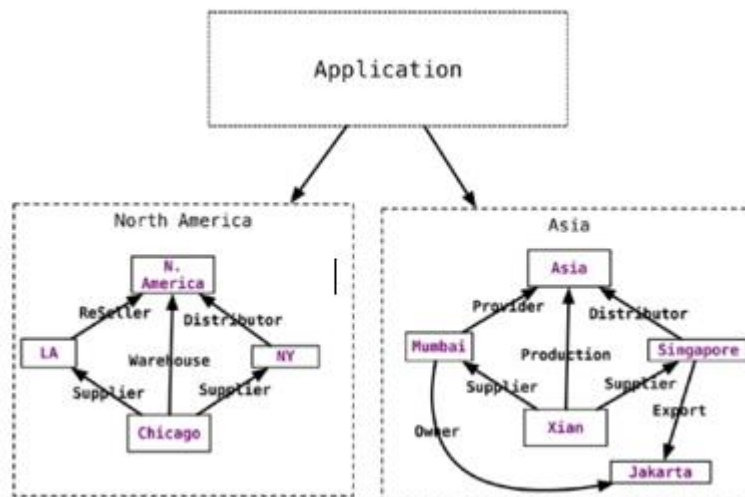 Application
North America
N.
America
ReSeller
Distributor
LA
Warehouse
NY
Supplier
Supplier
Chicago
Asia
Asia
Provider
Distributor
Mumbai
Production
Singapore
Supplier
Supplier
Owner
Xian
Export
Jakarta